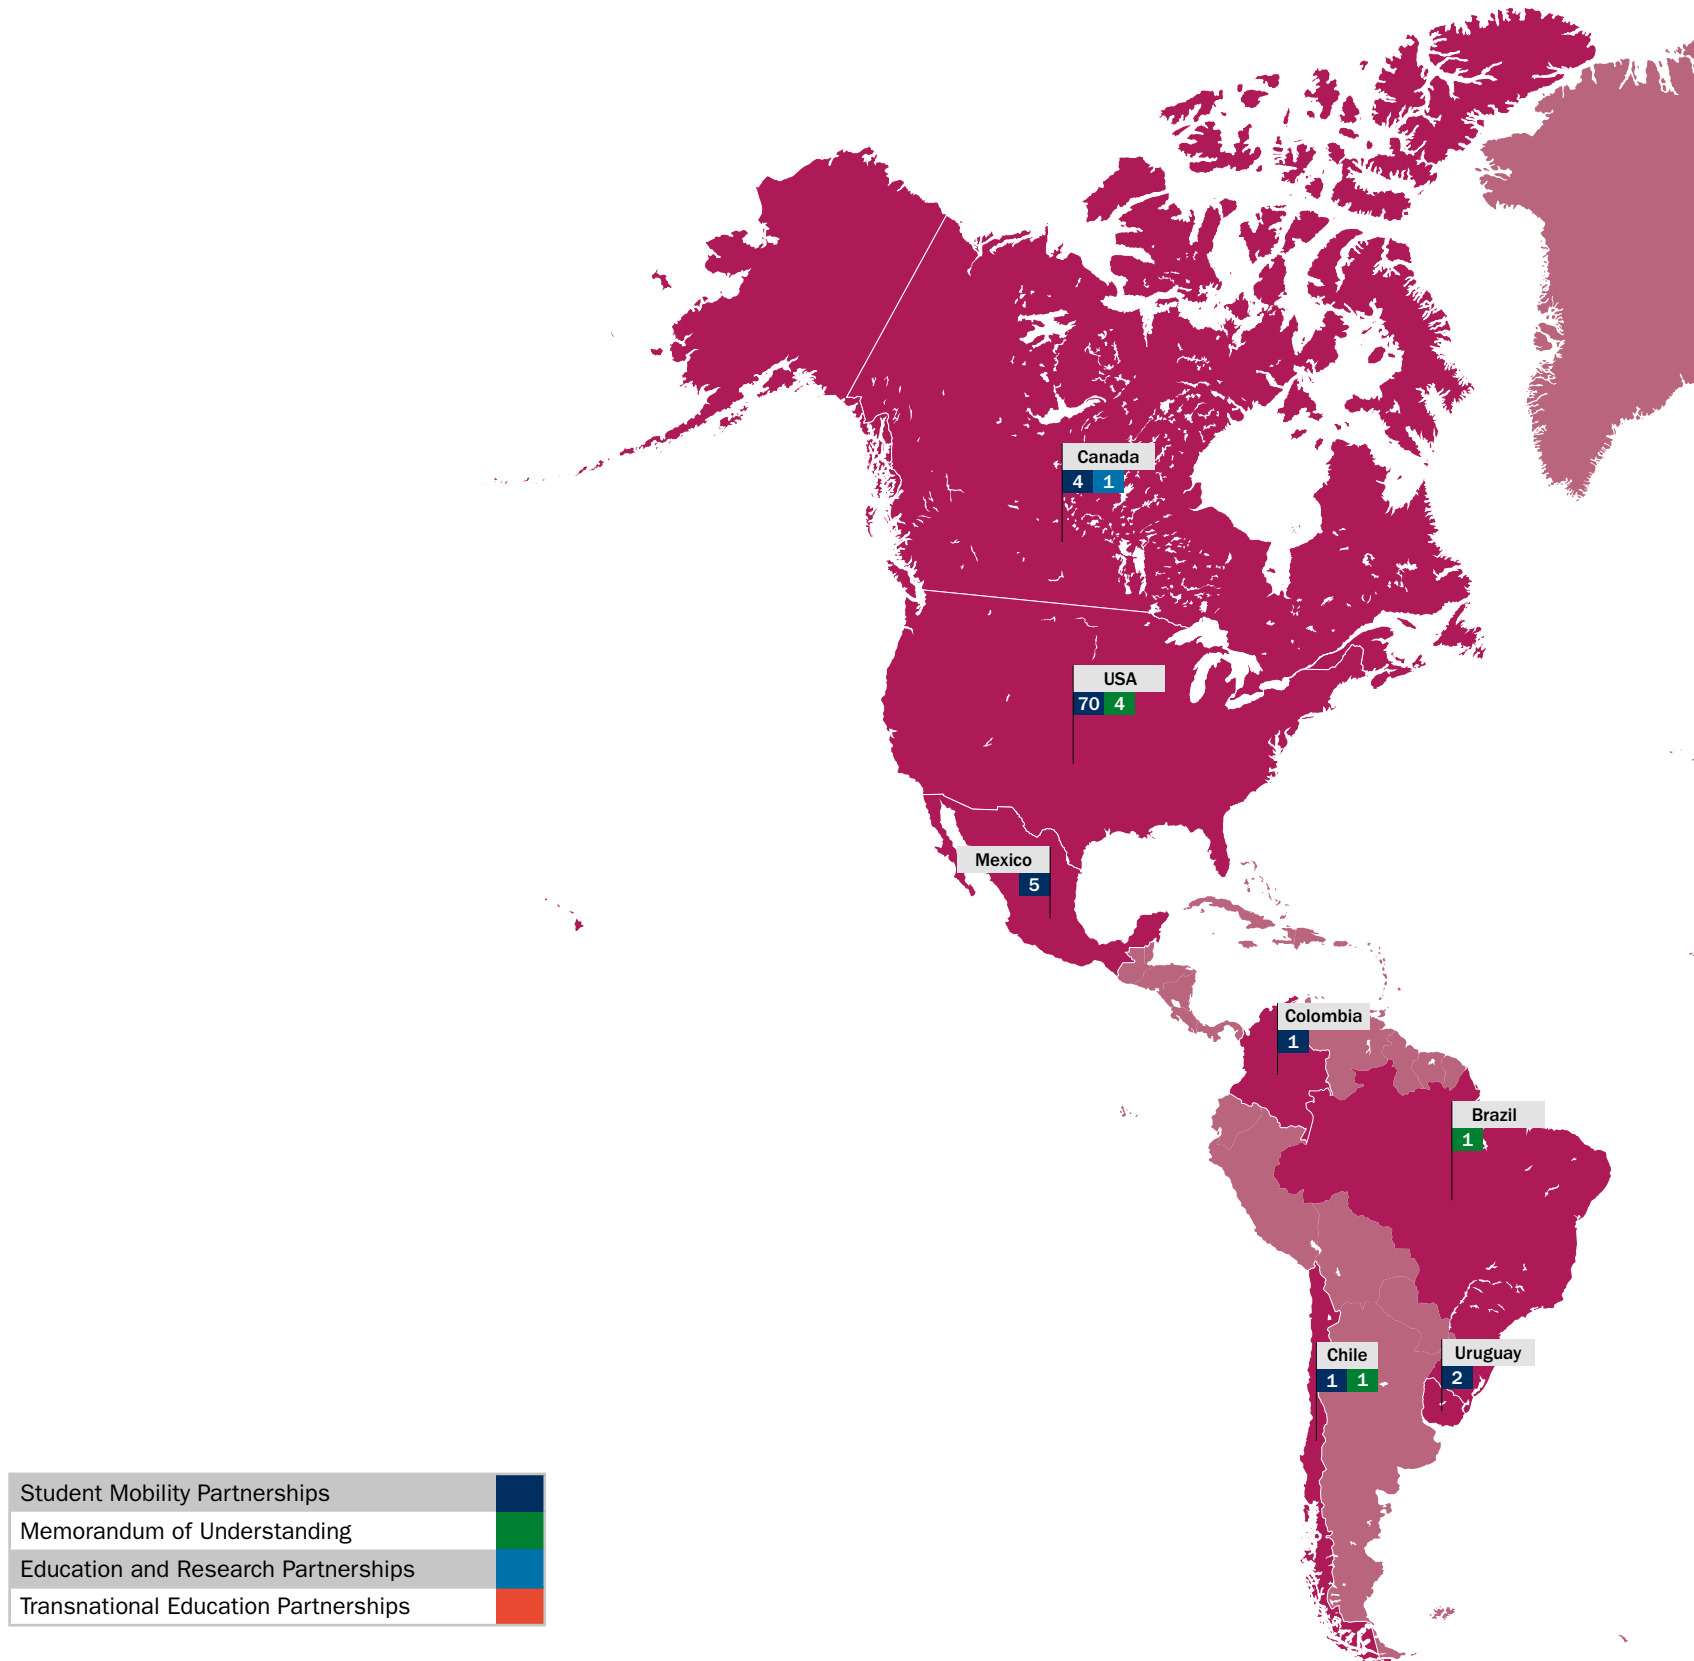 Canada
4 1
USA
70 4
Mexico
5
Colombia
1
Brazil
1
Chile
1 1
Uruguay
2
Student Mobility Partnerships
Memorandum of Understanding
Education and Research Partnerships
Transnational Education Partnerships